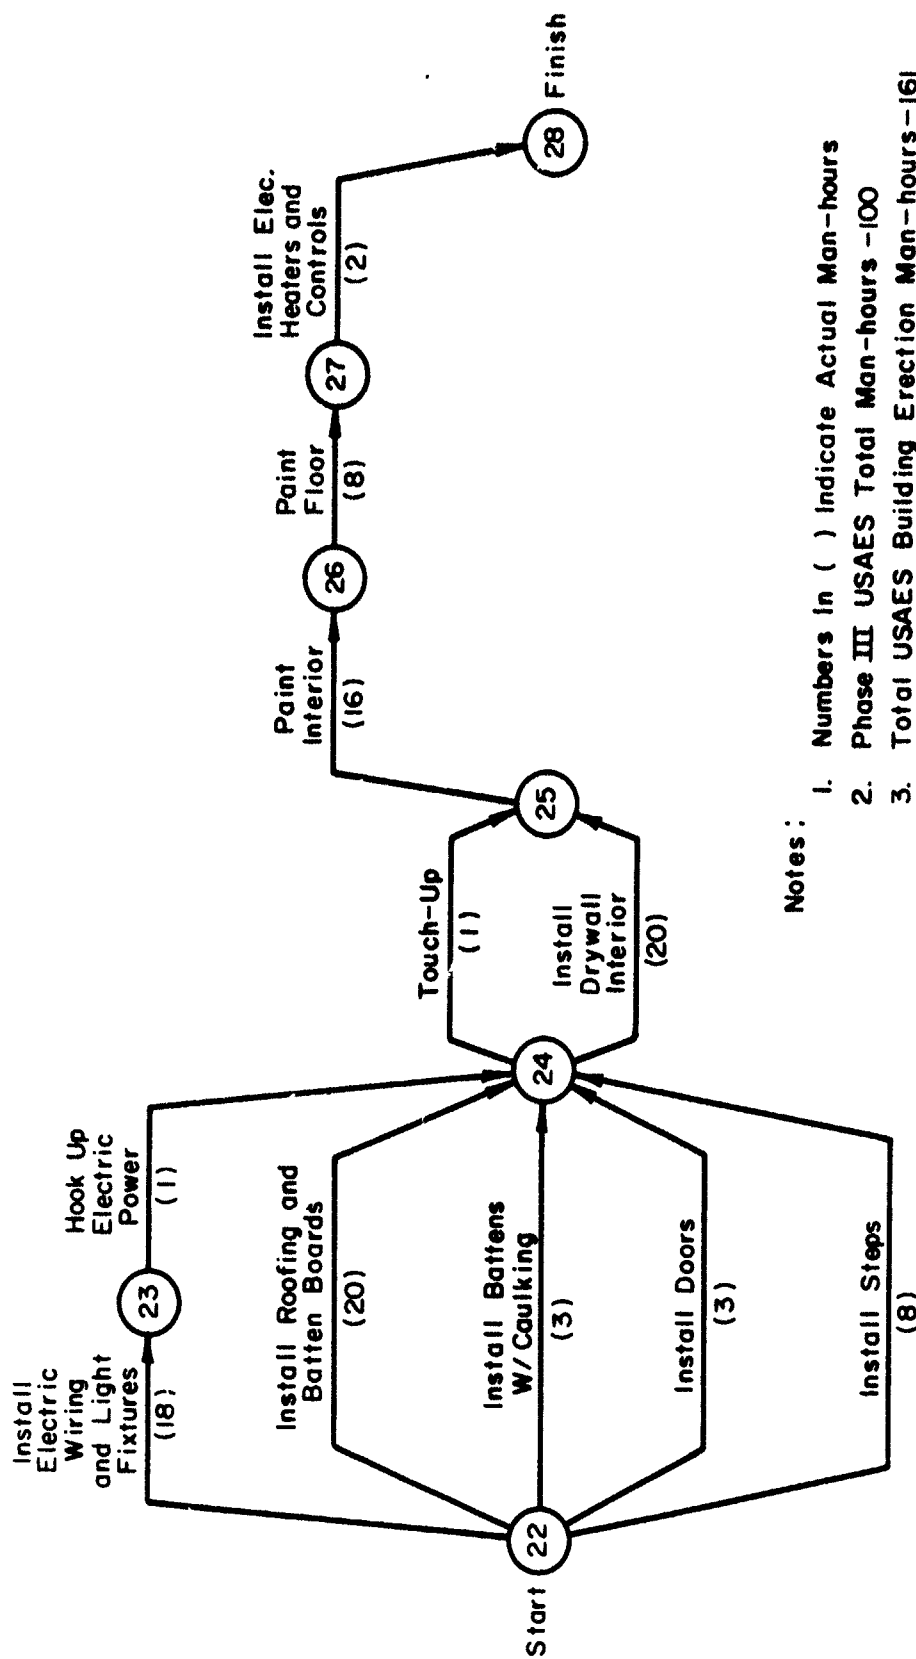 Start
22
Install
Electric
Wiring
and Light
Fixtures
(18)
23
Hook Up
Electric
Power
(1)
Install Roofing and
Batten Boards
(20)
Install Battens
W/Caulking
(3)
Install Doors
(3)
Install Steps
(8)
24
Touch-Up
(1)
Install
Drywall
Interior
(20)
25
Paint
Interior
(16)
26
Paint
Floor
(8)
27
Install Elec.
Heaters and
Controls
(2)
28
Finish
Notes:
1. Numbers In ( ) Indicate Actual Man-hours
2. Phase III USAES Total Man-hours -100
3. Total USAES Building Erection Man-hours-161